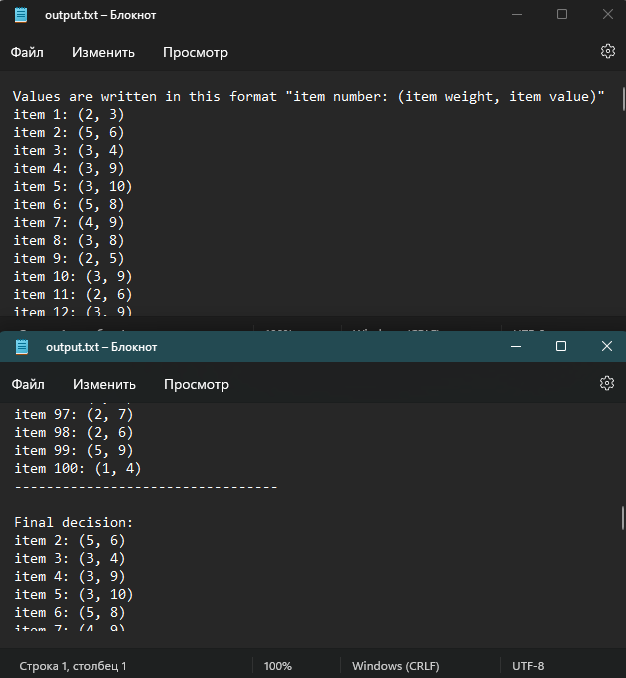 output.txt – Блокнот
Файл Изменить Просмотр
Values are written in this format "item number: (item weight, item value)"
item 1: (2, 3)
item 2: (5, 6)
item 3: (3, 4)
item 4: (3, 9)
item 5: (3, 10)
item 6: (5, 8)
item 7: (4, 9)
item 8: (3, 8)
item 9: (2, 5)
item 10: (3, 9)
item 11: (2, 6)
item 12: (3, 9)
output.txt – Блокнот
Файл Изменить Просмотр
item 97: (2, 7)
item 98: (2, 6)
item 99: (5, 9)
item 100: (1, 4)
---------------------------------
Final decision:
item 2: (5, 6)
item 3: (3, 4)
item 4: (3, 9)
item 5: (3, 10)
item 6: (5, 8)
item 7: (4, 9)
Строка 1, столбец 1 100% Windows (CRLF) UTF-8